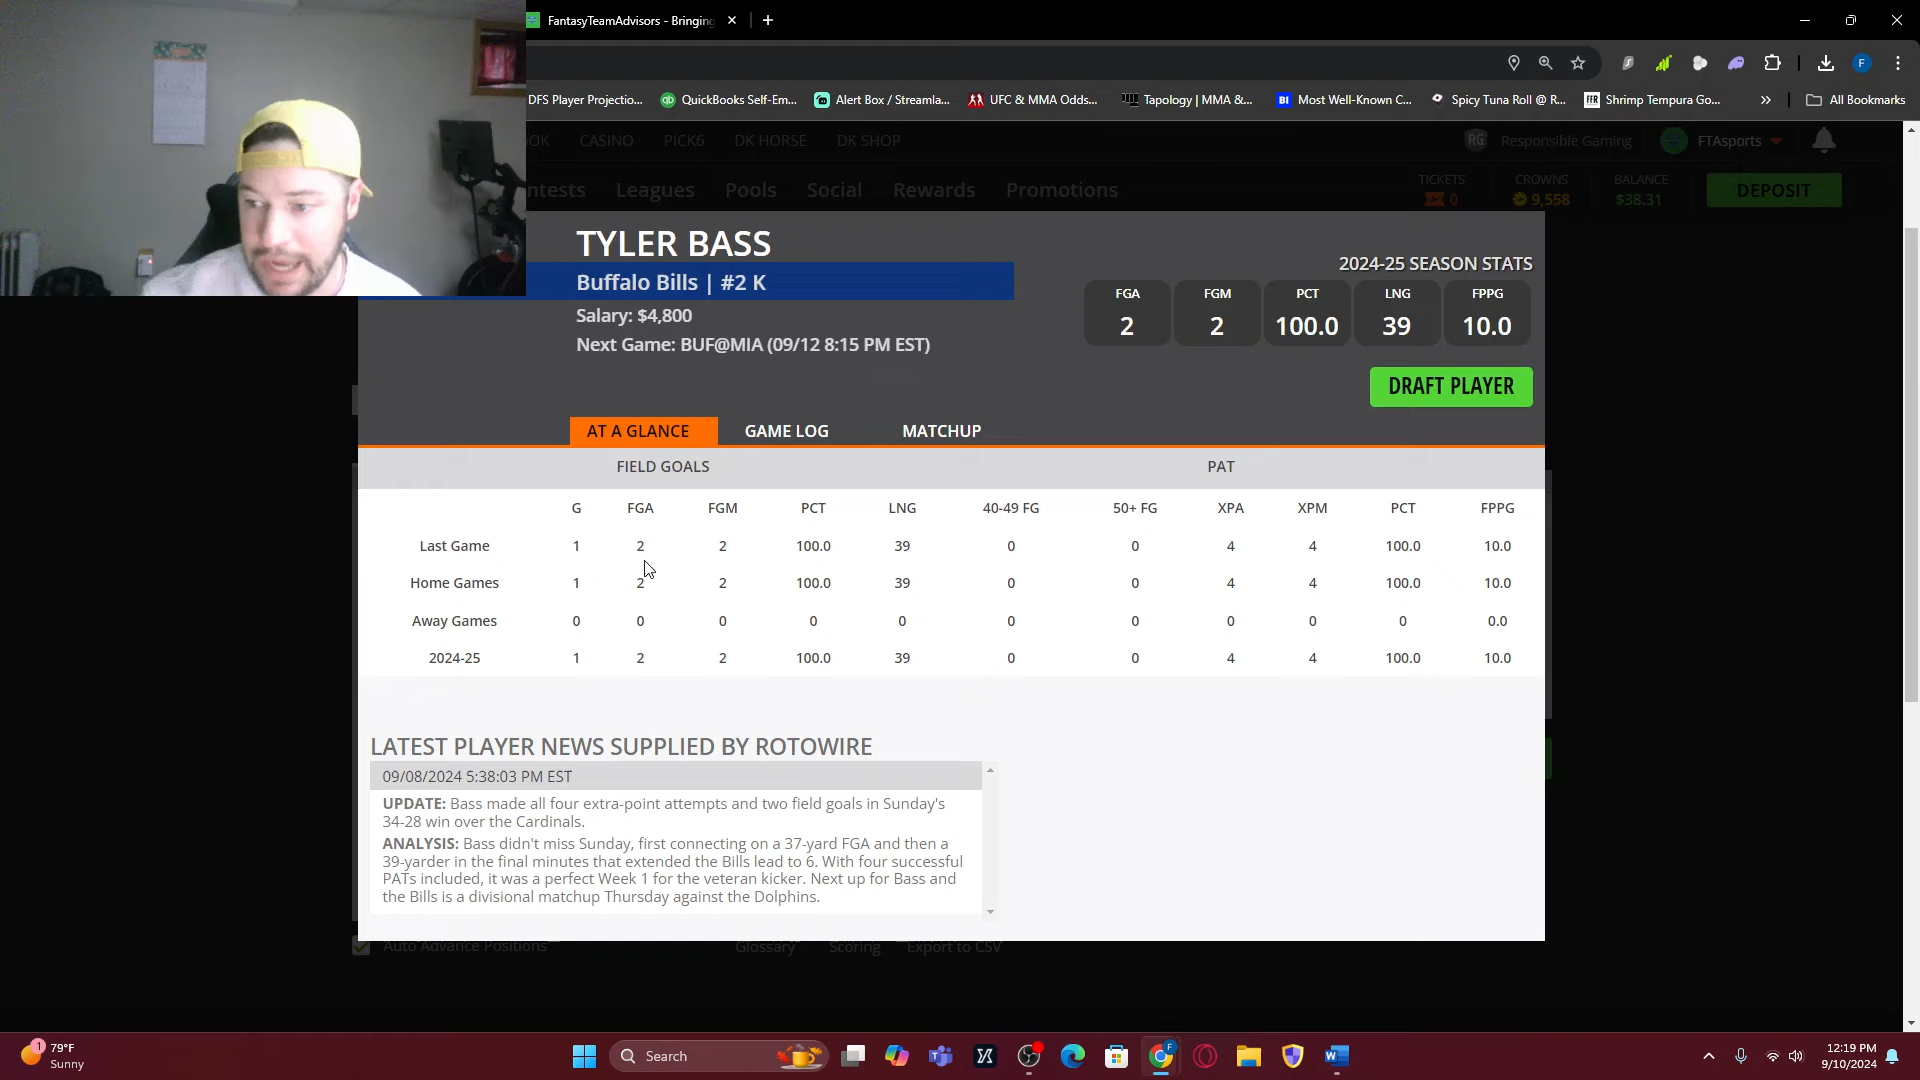 FantasyTeamAdvisors - Bringing
DFS Player Projectio...
QuickBooks Self-Em...
Alert Box / Streamla...
UFC & MMA Odds...
Tapology | MMA &...
Most Well-Known C...
Spicy Tuna Roll @ R...
Shrimp Tempura Go...
All Bookmarks
OK CASINO PICK6 DK HORSE DK SHOP
RG Responsible Gaming FTAsports
ntests Leagues Pools Social Rewards Promotions
TICKETS CROWNS BALANCE
0 9,558 $38.31
DEPOSIT
TYLER BASS
Buffalo Bills | #2 K
Salary: $4,800
Next Game: BUF@MIA (09/12 8:15 PM EST)
2024-25 SEASON STATS
FGA FGM PCT LNG FPPG
2 2 100.0 39 10.0
DRAFT PLAYER
AT A GLANCE GAME LOG MATCHUP
FIELD GOALS PAT
G FGA FGM PCT LNG 40-49 FG 50+ FG XPA XPM PCT FPPG
Last Game 1 2 2 100.0 39 0 0 4 4 100.0 10.0
Home Games 1 2 2 100.0 39 0 0 4 4 100.0 10.0
Away Games 0 0 0 0 0 0 0 0 0 0 0.0
2024-25 1 2 2 100.0 39 0 0 4 4 100.0 10.0
LATEST PLAYER NEWS SUPPLIED BY ROTOWIRE
09/08/2024 5:38:03 PM EST
UPDATE: Bass made all four extra-point attempts and two field goals in Sunday's
34-28 win over the Cardinals.
ANALYSIS: Bass didn't miss Sunday, first connecting on a 37-yard FGA and then a
39-yarder in the final minutes that extended the Bills lead to 6. With four successful
PATs included, it was a perfect Week 1 for the veteran kicker. Next up for Bass and
the Bills is a divisional matchup Thursday against the Dolphins.
Auto Advance Positions Glossary Scoring Export to CSV
1 79°F
Sunny
Search
12:19 PM
9/10/2024